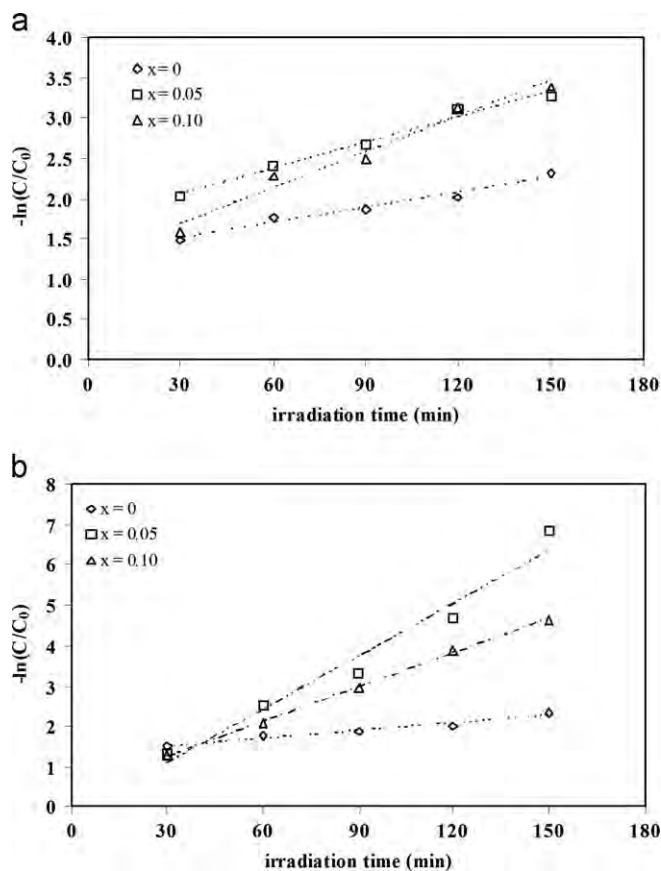 a
4.0
3.5
3.0
2.5
2.0
1.5
1.0
0.5
0.0
-ln(C/C0)
x = 0
x = 0.05
x = 0.10
0 30 60 90 120 150 180
irradiation time (min)
b
8
7
6
5
4
3
2
1
0
-ln(C/C0)
x = 0
x = 0.05
x = 0.10
0 30 60 90 120 150 180
irradiation time (min)